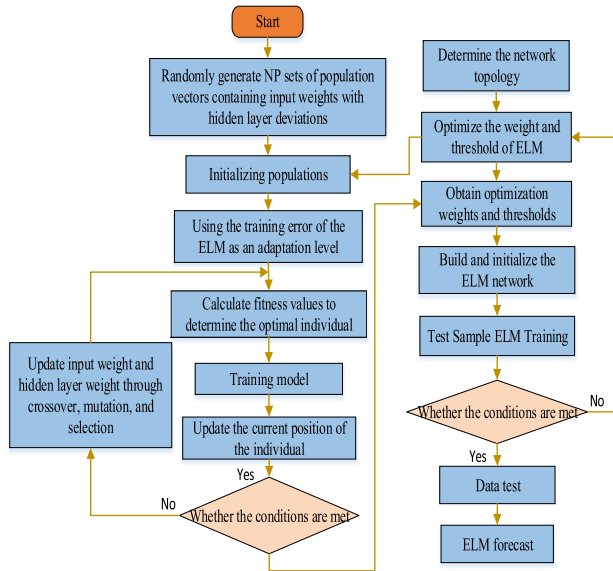 Start
Randomly generate NP sets of population
vectors containing input weights with
hidden layer deviations
Initializing populations
Using the training error of the
ELM as an adaptation level
Calculate fitness values to
determine the optimal individual
Training model
Update the current position of
the individual
Yes
No
Whether the conditions are met
Update input weight and
hidden layer weight through
crossover, mutation, and
selection
Determine the network
topology
Optimize the weight and
threshold of ELM
Obtain optimization
weights and thresholds
Build and initialize the
ELM network
Test Sample ELM Training
Whether the conditions are met
No
Yes
Data test
ELM forecast